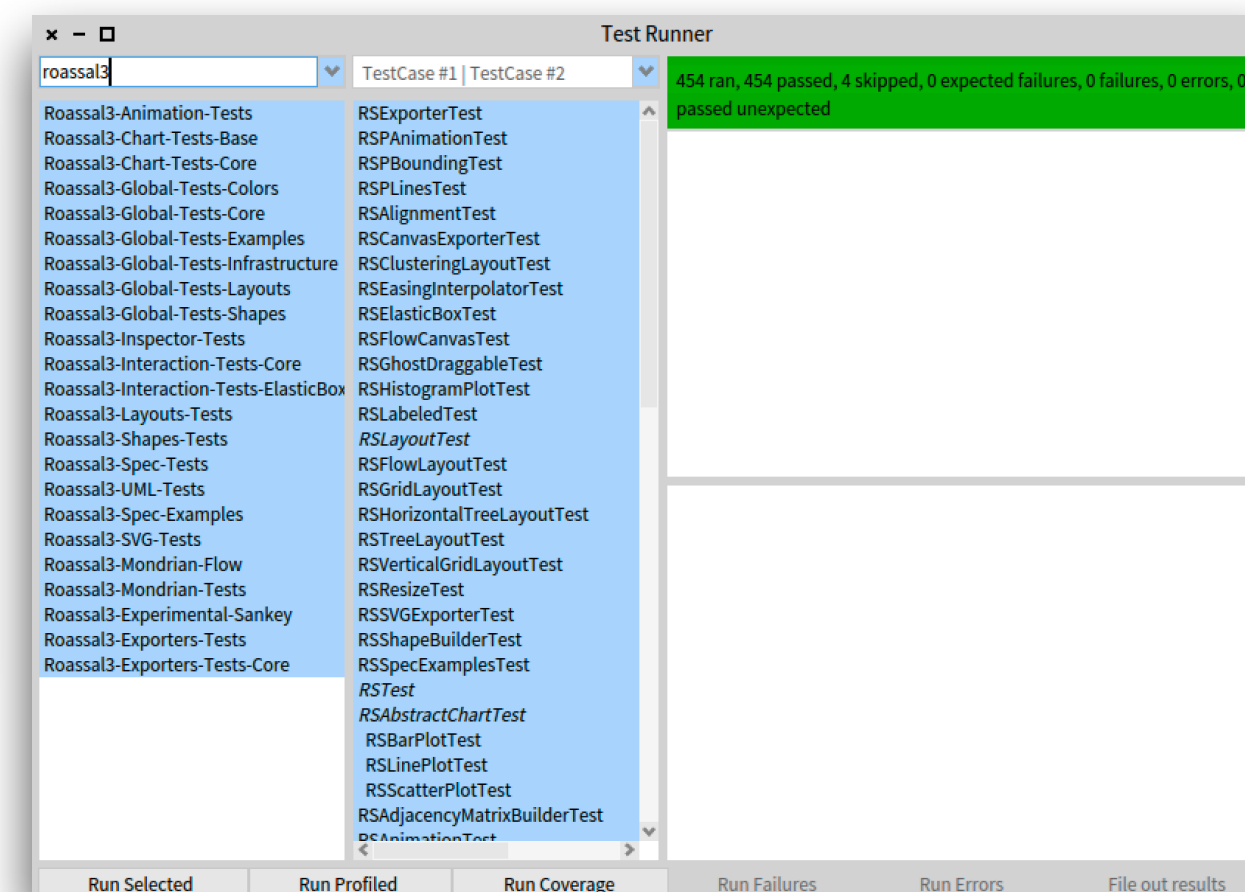 Test Runner
roassal3
TestCase #1 | TestCase #2
454 ran, 454 passed, 4 skipped, 0 expected failures, 0 failures, 0 errors, 0
passed unexpected
Roassal3-Animation-Tests
Roassal3-Chart-Tests-Base
Roassal3-Chart-Tests-Core
Roassal3-Global-Tests-Colors
Roassal3-Global-Tests-Core
Roassal3-Global-Tests-Examples
Roassal3-Global-Tests-Infrastructure
Roassal3-Global-Tests-Layouts
Roassal3-Global-Tests-Shapes
Roassal3-Inspector-Tests
Roassal3-Interaction-Tests-Core
Roassal3-Interaction-Tests-ElasticBox
Roassal3-Layouts-Tests
Roassal3-Shapes-Tests
Roassal3-Spec-Tests
Roassal3-UML-Tests
Roassal3-Spec-Examples
Roassal3-SVG-Tests
Roassal3-Mondrian-Flow
Roassal3-Mondrian-Tests
Roassal3-Experimental-Sankey
Roassal3-Exporters-Tests
Roassal3-Exporters-Tests-Core
RSExporterTest
RSPAnimationTest
RSPBoundingTest
RSPLinesTest
RSAlignmentTest
RSCanvasExporterTest
RSClusteringLayoutTest
RSEasingInterpolatorTest
RSElasticBoxTest
RSFlowCanvasTest
RSGhostDraggableTest
RSHistogramPlotTest
RSLabeledTest
RSLayoutTest
RSFlowLayoutTest
RSGridLayoutTest
RSHorizontalTreeLayoutTest
RSTreeLayoutTest
RSVerticalGridLayoutTest
RSResizeTest
RSSVGExporterTest
RSShapeBuilderTest
RSSpecExamplesTest
RSTest
RSAbstractChartTest
RSBarPlotTest
RSLinePlotTest
RSScatterPlotTest
RSAdjacencyMatrixBuilderTest
RSAnimationTest
Run Selected
Run Profiled
Run Coverage
Run Failures
Run Errors
File out results